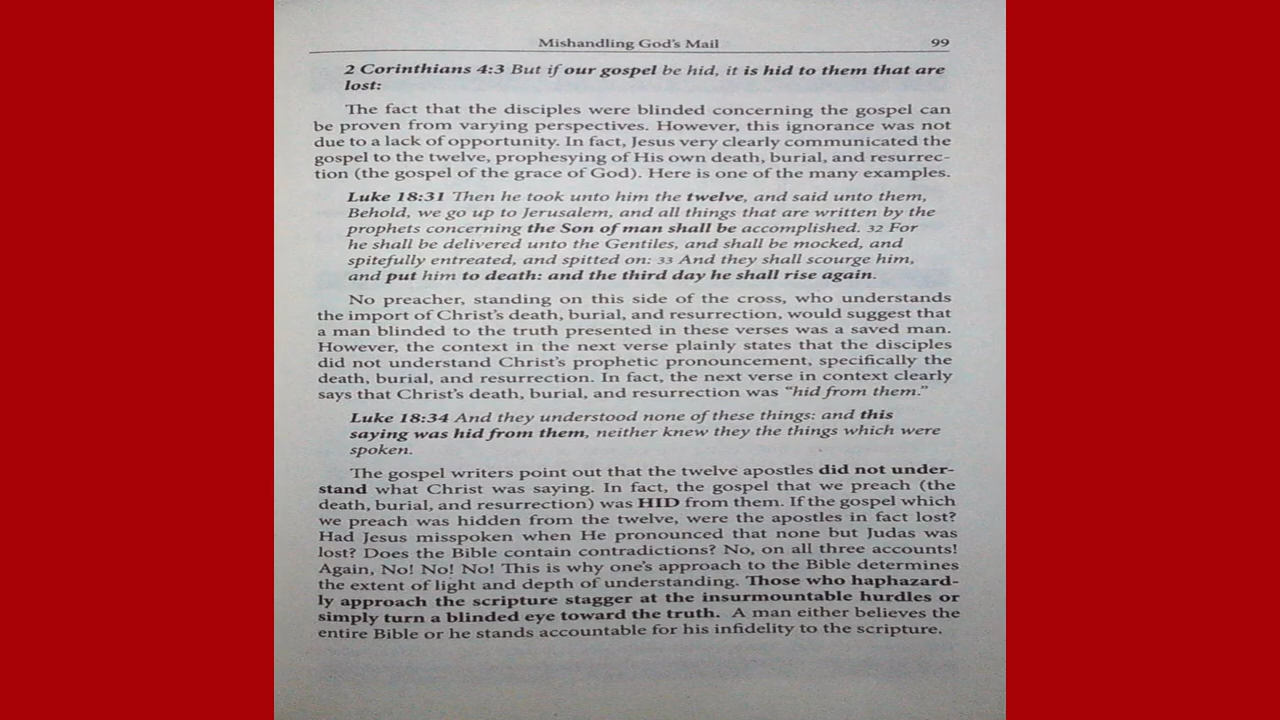 Mishandling God's Mail 99
2 Corinthians 4:3 But if our gospel be hid, it is hid to them that are
lost:
The fact that the disciples were blinded concerning the gospel can
be proven from varying perspectives. However, this ignorance was not
due to a lack of opportunity. In fact, Jesus very clearly communicated the
gospel to the twelve, prophesying of His own death, burial, and resurrec-
tion (the gospel of the grace of God). Here is one of the many examples.
Luke 18:31 Then he took unto him the twelve, and said unto them,
Behold, we go up to Jerusalem, and all things that are written by the
prophets concerning the Son of man shall be accomplished. 32 For
he shall be delivered unto the Gentiles, and shall be mocked, and
spitefully entreated, and spitted on: 33 And they shall scourge him,
and put him to death: and the third day he shall rise again.
No preacher, standing on this side of the cross, who understands
the import of Christ's death, burial, and resurrection, would suggest that
a man blinded to the truth presented in these verses was a saved man.
However, the context in the next verse plainly states that the disciples
did not understand Christ's prophetic pronouncement, specifically the
death, burial, and resurrection. In fact, the next verse in context clearly
says that Christ's death, burial, and resurrection was "hid from them."
Luke 18:34 And they understood none of these things: and this
saying was hid from them, neither knew they the things which were
spoken.
The gospel writers point out that the twelve apostles did not under-
stand what Christ was saying. In fact, the gospel that we preach (the
death, burial, and resurrection) was HID from them. If the gospel which
we preach was hidden from the twelve, were the apostles in fact lost?
Had Jesus misspoken when He pronounced that none but Judas was
lost? Does the Bible contain contradictions? No, on all three accounts!
Again, No! No! No! This is why one's approach to the Bible determines
the extent of light and depth of understanding. Those who haphazard-
ly approach the scripture stagger at the insurmountable hurdles or
simply turn a blinded eye toward the truth. A man either believes the
entire Bible or he stands accountable for his infidelity to the scripture.